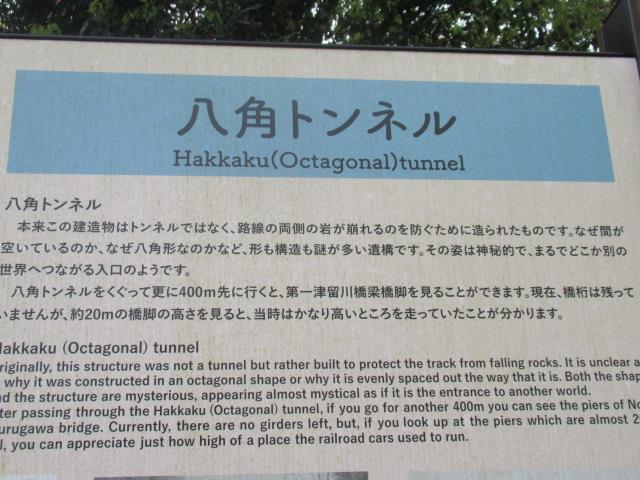 八角トンネル
Hakkaku(Octagonal)tunnel
八角トンネル
本来この建造物はトンネルではなく、路線の両側の岩が崩れるのを防ぐために造られたものです。なぜ間が
空いているのか、なぜ八角形なのかなど、形も構造も謎が多い遺構です。その姿は神秘的で、まるでどこか別の
世界へつながる入口のようです。
八角トンネルをくぐって更に400m先に行くと、第一津留川橋梁橋脚を見ることができます。現在、橋桁は残って
いませんが、約20mの橋脚の高さを見ると、当時はかなり高いところを走っていたことが分かります。
Hakkaku (Octagonal) tunnel
originally, this structure was not a tunnel but rather built to protect the track from falling rocks. It is unclear a
why it was constructed in an octagonal shape or why it is evenly spaced out the way that it is. Both the shap
nd the structure are mysterious, appearing almost mystical as if it is the entrance to another world.
ter passing through the Hakkaku (Octagonal) tunnel, if you go for another 400m you can see the piers of No
urugawa bridge. Currently, there are no girders left, but, if you look up at the piers which are almost 2
, you can appreciate just how high of a place the railroad cars used to run.